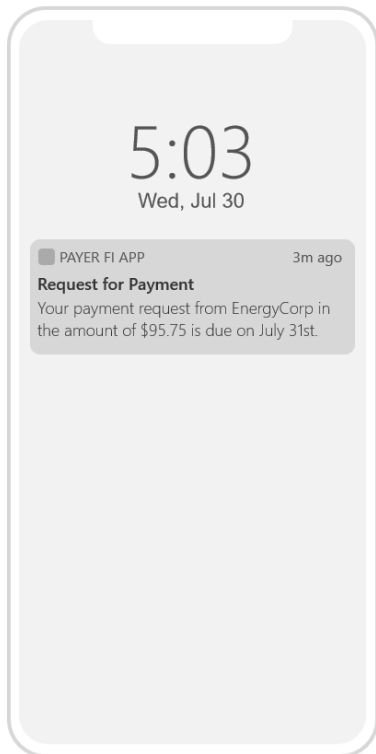 5:03
Wed, Jul 30
PAYER FI APP 3m ago
Request for Payment
Your payment request from EnergyCorp in
the amount of $95.75 is due on July 31st.